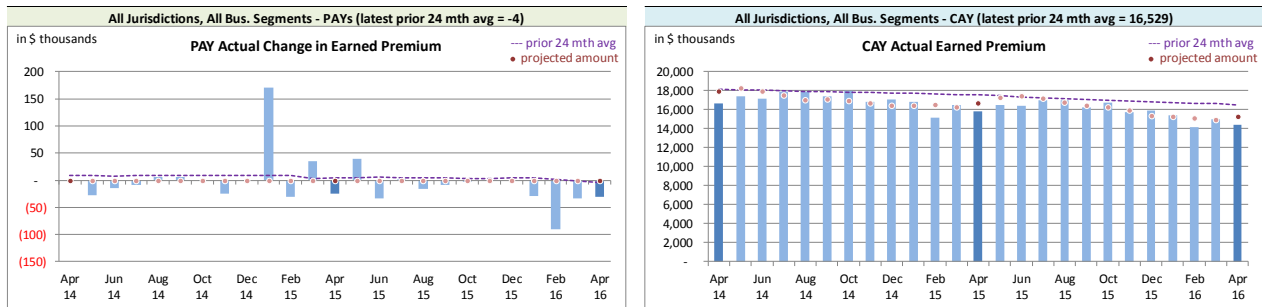 All Jurisdictions, All Bus. Segments - PAYs (latest prior 24 mth avg = -4)
in $ thousands
PAY Actual Change in Earned Premium
--- prior 24 mth avg
• projected amount
200
150
100
50
-
(50)
(100)
(150)
Apr 14 Jun 14 Aug 14 Oct 14 Dec 14 Feb 15 Apr 15 Jun 15 Aug 15 Oct 15 Dec 15 Feb 16 Apr 16
All Jurisdictions, All Bus. Segments - CAY (latest prior 24 mth avg = 16,529)
in $ thousands
CAY Actual Earned Premium
--- prior 24 mth avg
• projected amount
20,000
18,000
16,000
14,000
12,000
10,000
8,000
6,000
4,000
2,000
-
Apr 14 Jun 14 Aug 14 Oct 14 Dec 14 Feb 15 Apr 15 Jun 15 Aug 15 Oct 15 Dec 15 Feb 16 Apr 16